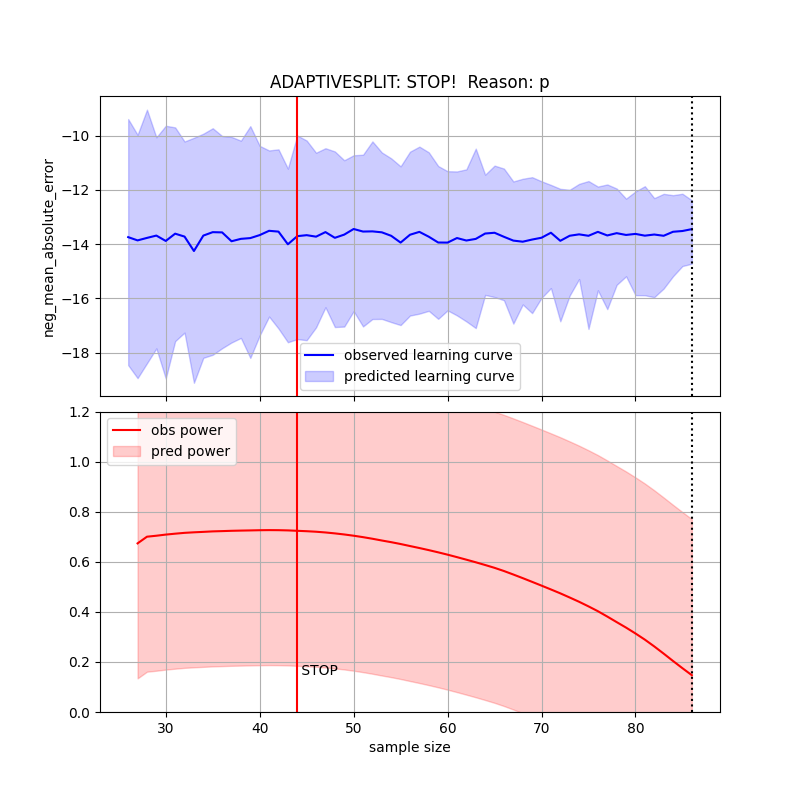 ADAPTIVESPLIT: STOP!  Reason: p
neg_mean_absolute_error
−10
−12
−14
−16
−18
observed learning curve
predicted learning curve
1.2
1.0
0.8
0.6
0.4
0.2
0.0
obs power
pred power
STOP
30 40 50 60 70 80
sample size